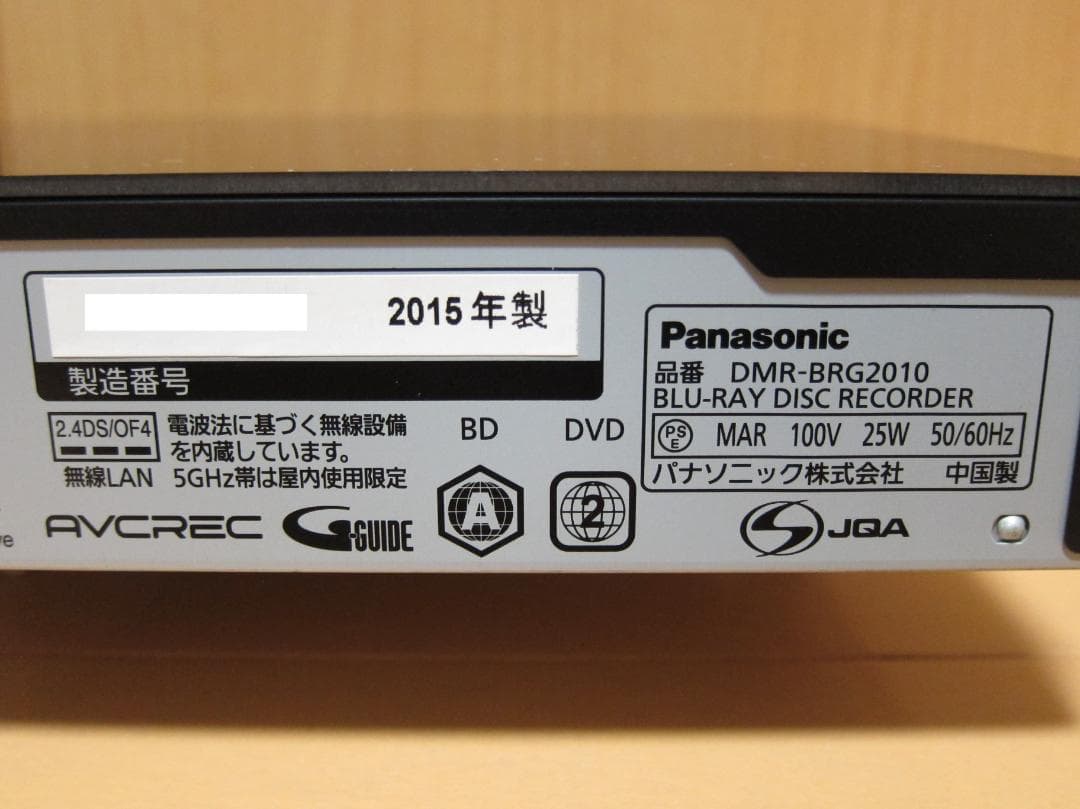 2015年製
製造番号
2.4DS/OF4
電波法に基づく無線設備
を内蔵しています。
無線LAN 5GHz帯は屋内使用限定
AVCREC
G-GUIDE
BD
A
DVD
2
Panasonic
品番 DMR-BRG2010
BLU-RAY DISC RECORDER
PSE MAR 100V 25W 50/60Hz
パナソニック株式会社 中国製
JQA